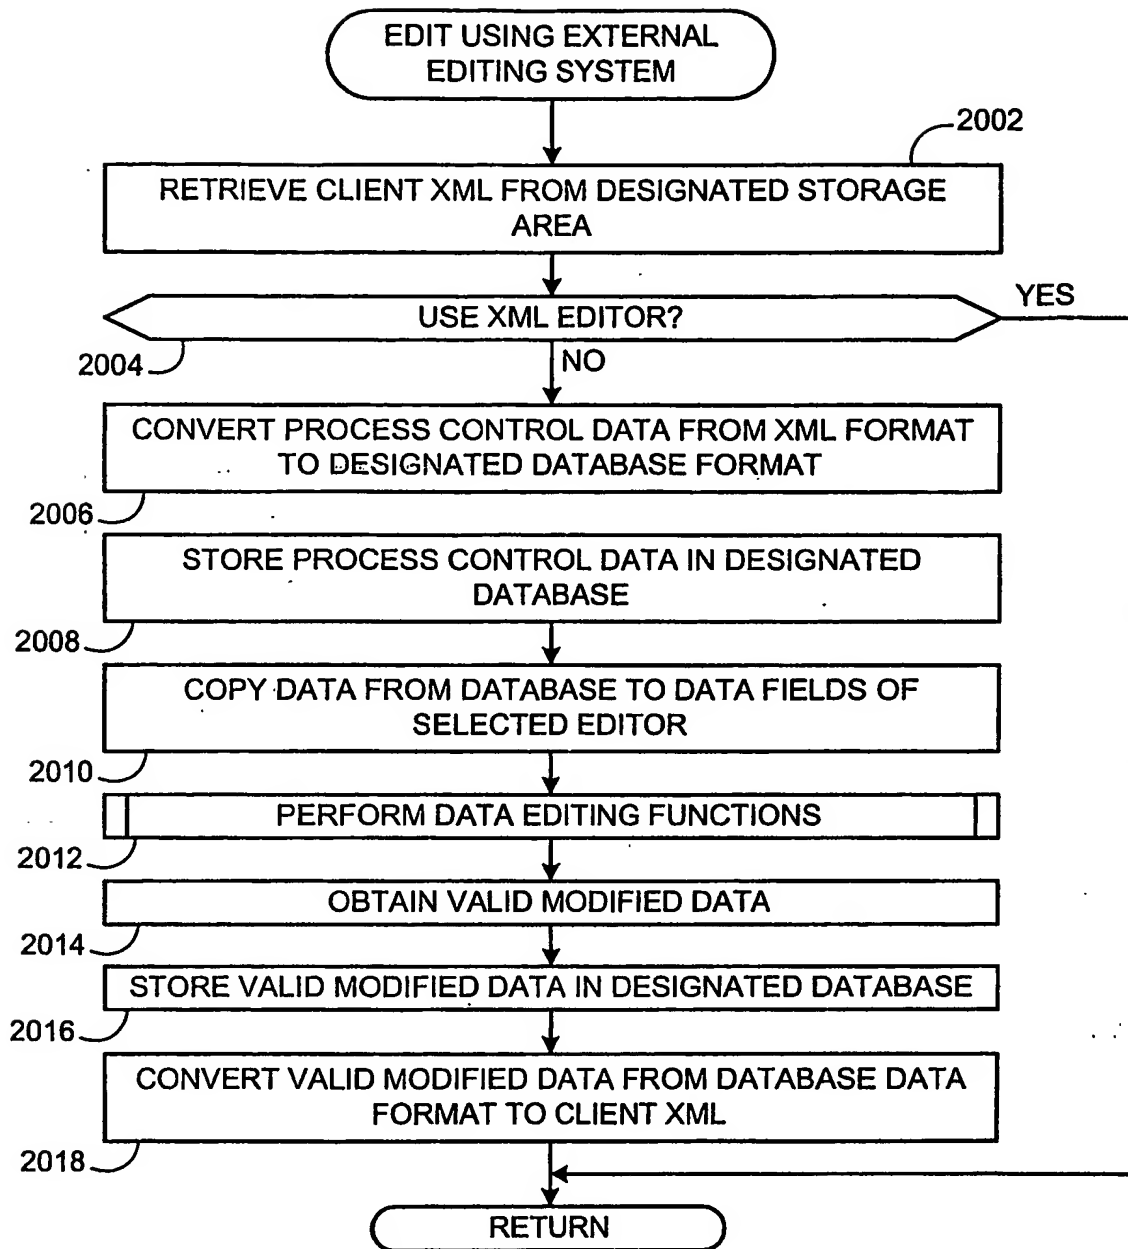 EDIT USING EXTERNAL
EDITING SYSTEM
2002
RETRIEVE CLIENT XML FROM DESIGNATED STORAGE
AREA
YES
USE XML EDITOR?
2004
NO
CONVERT PROCESS CONTROL DATA FROM XML FORMAT
TO DESIGNATED DATABASE FORMAT
2006
STORE PROCESS CONTROL DATA IN DESIGNATED
DATABASE
2008
COPY DATA FROM DATABASE TO DATA FIELDS OF
SELECTED EDITOR
2010
PERFORM DATA EDITING FUNCTIONS
2012
OBTAIN VALID MODIFIED DATA
2014
STORE VALID MODIFIED DATA IN DESIGNATED DATABASE
2016
CONVERT VALID MODIFIED DATA FROM DATABASE DATA
FORMAT TO CLIENT XML
2018
RETURN